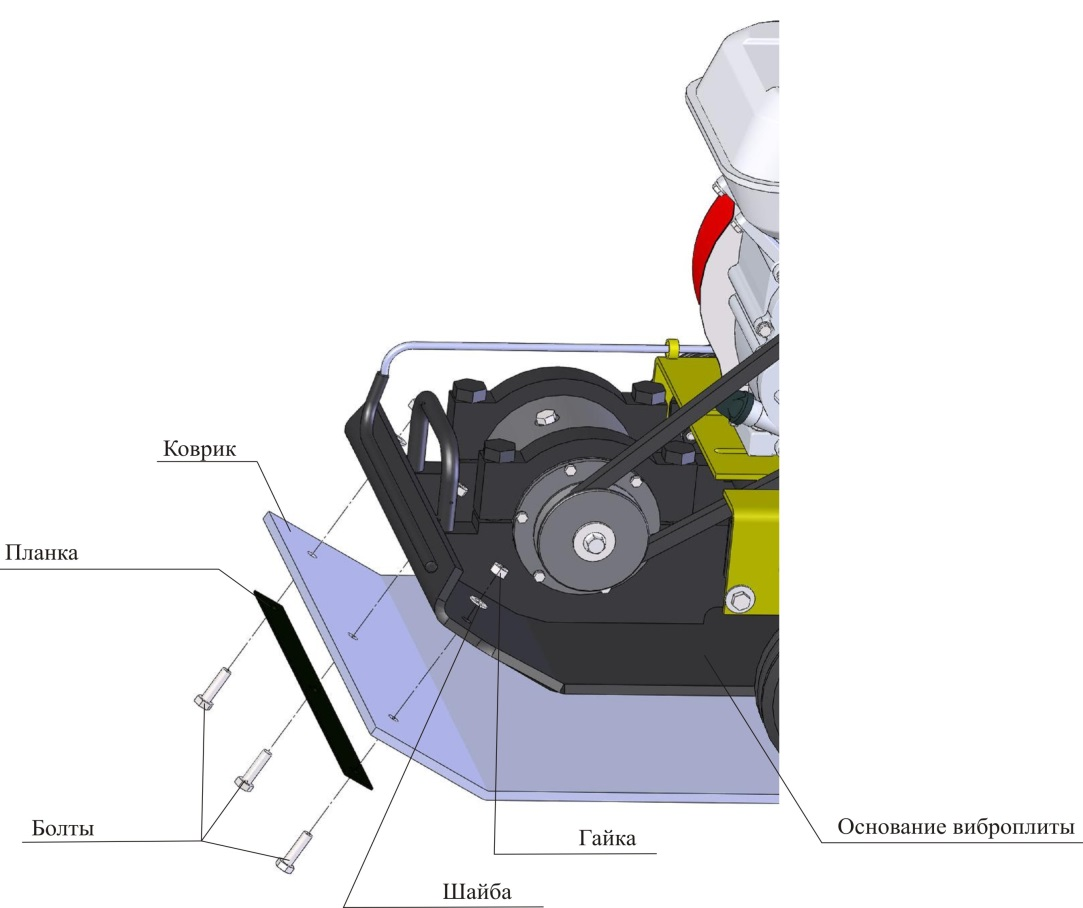 Коврик
Планка
Болты
Основание виброплиты
Гайка
Шайба